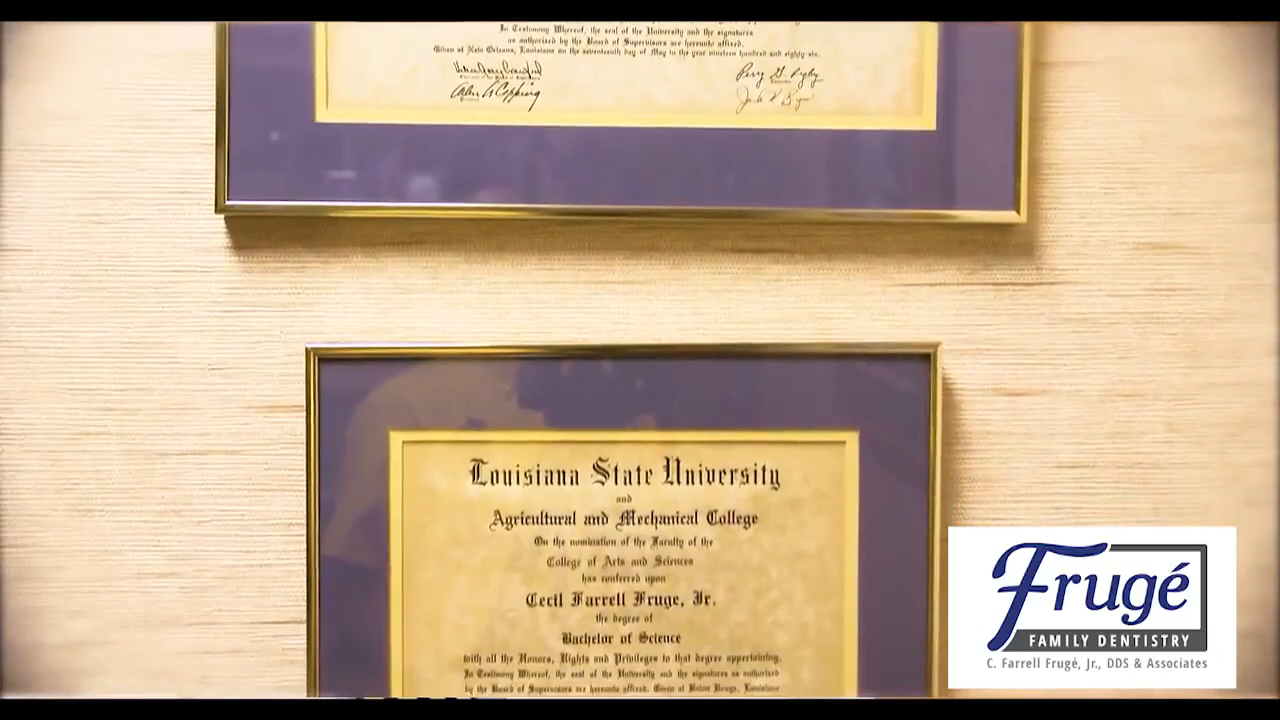 In Testimony Whereof, the seal of the University and the signatures
as authorized by the Board of Supervisors are hereunto affixed.
Given at New Orleans, Louisiana on the seventeenth day of May in the year nineteen hundred and eighty-six.
Louisiana State University
and
Agricultural and Mechanical College
On the nomination of the Faculty of the
College of Arts and Sciences
has conferred upon
Cecil Farrell Fruge, Jr.
the degree of
Bachelor of Science
with all the Honors, Rights and Privileges to that degree appertaining.
In Testimony Whereof, the seal of the University and the signatures as authorized
by the Board of Supervisors are hereunto affixed. Given at Baton Rouge, Louisiana
Frugé
FAMILY DENTISTRY
C. Farrell Frugé, Jr., DDS & Associates